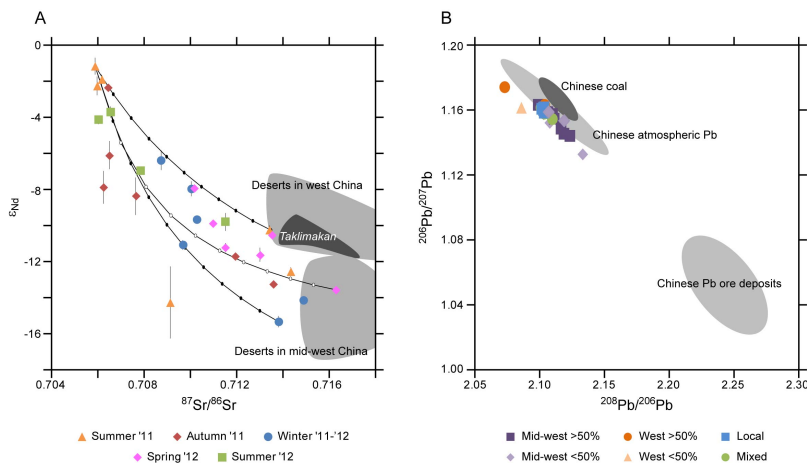 A
0
-4
-8
-12
-16
εNd
0.704
0.708
0.712
0.716
87Sr/86Sr
Deserts in west China
Taklimakan
Deserts in mid-west China
Summer '11
Autumn '11
Winter '11-'12
Spring '12
Summer '12
B
1.20
1.16
1.12
1.08
1.04
1.00
206Pb/207Pb
2.05
2.10
2.15
2.20
2.25
2.30
208Pb/206Pb
Chinese coal
Chinese atmospheric Pb
Chinese Pb ore deposits
Mid-west >50%
West >50%
Local
Mid-west <50%
West <50%
Mixed